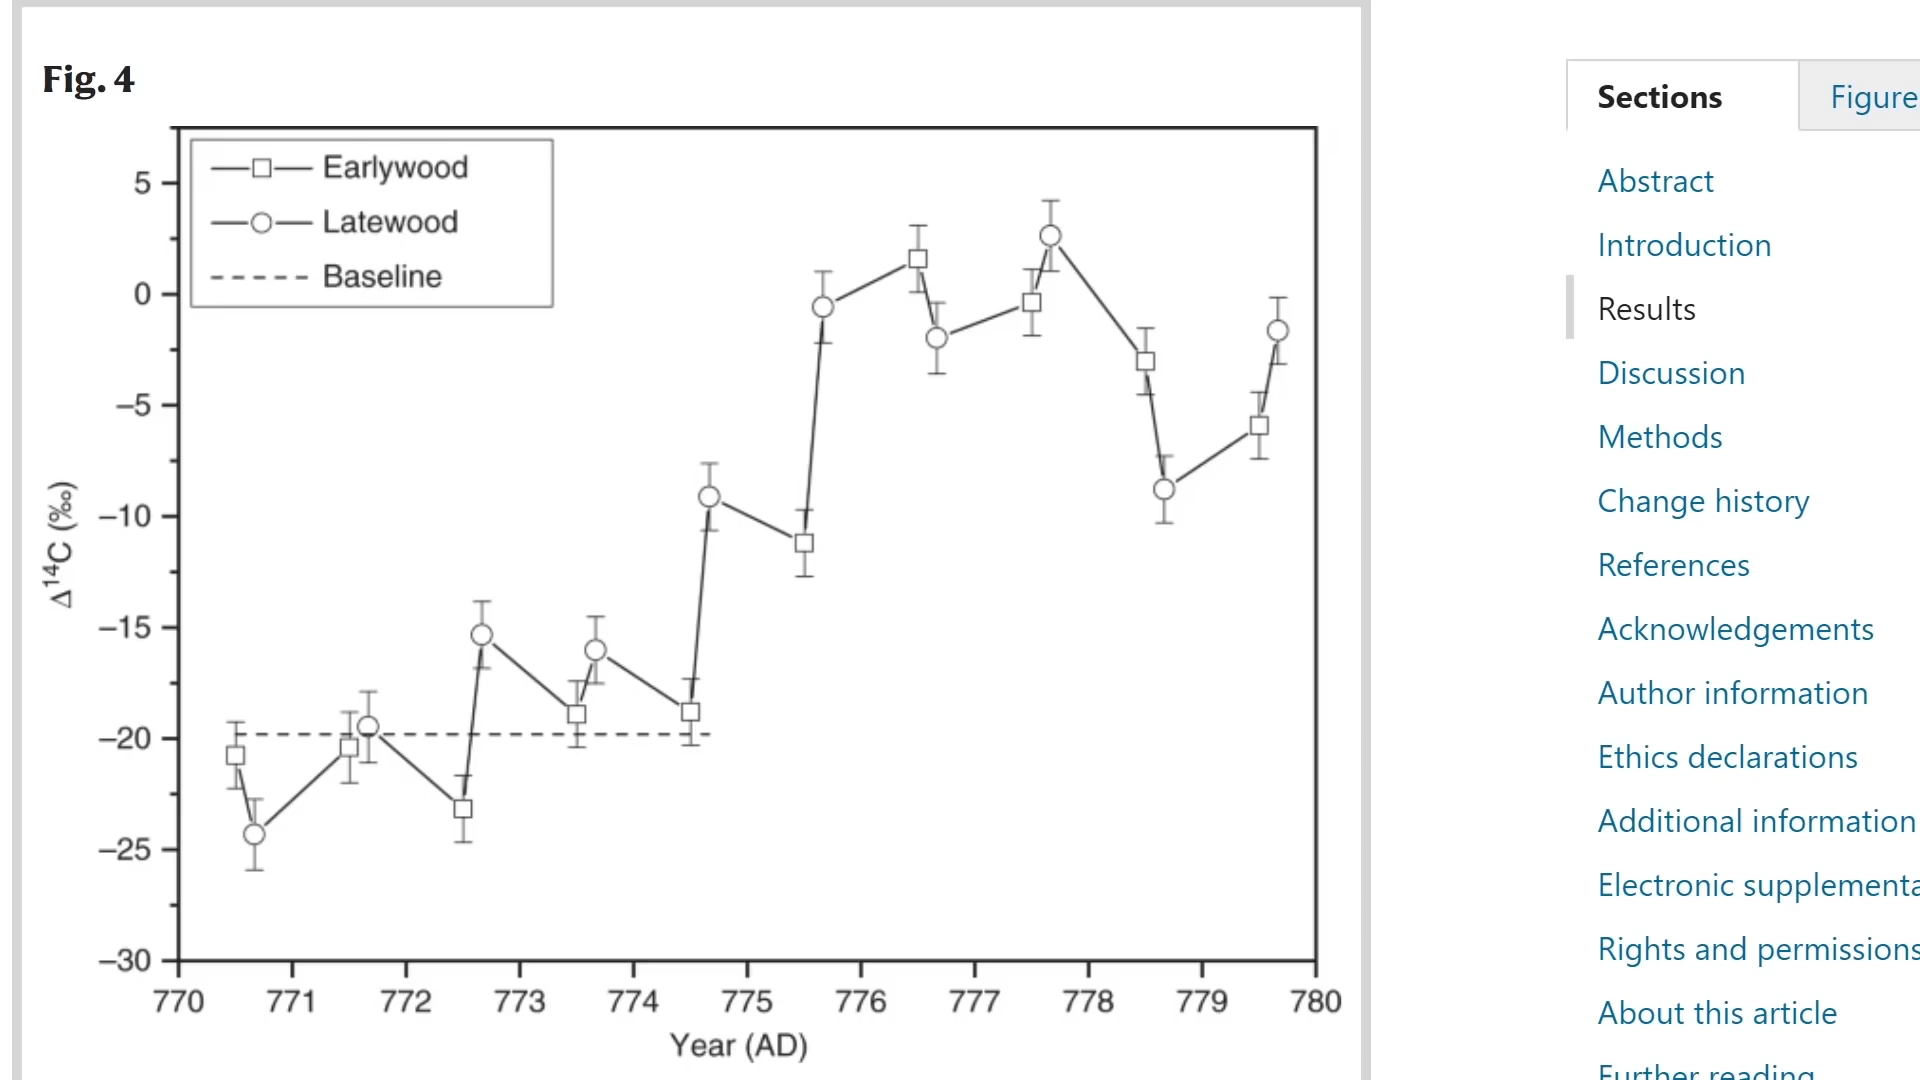 Fig. 4
Earlywood
Latewood
Baseline
5
0
–5
–10
–15
–20
–25
–30
Δ¹⁴C (‰)
770 771 772 773 774 775 776 777 778 779 780
Year (AD)
Sections
Figure
Abstract
Introduction
Results
Discussion
Methods
Change history
References
Acknowledgements
Author information
Ethics declarations
Additional information
Electronic supplementa
Rights and permissions
About this article
Further reading